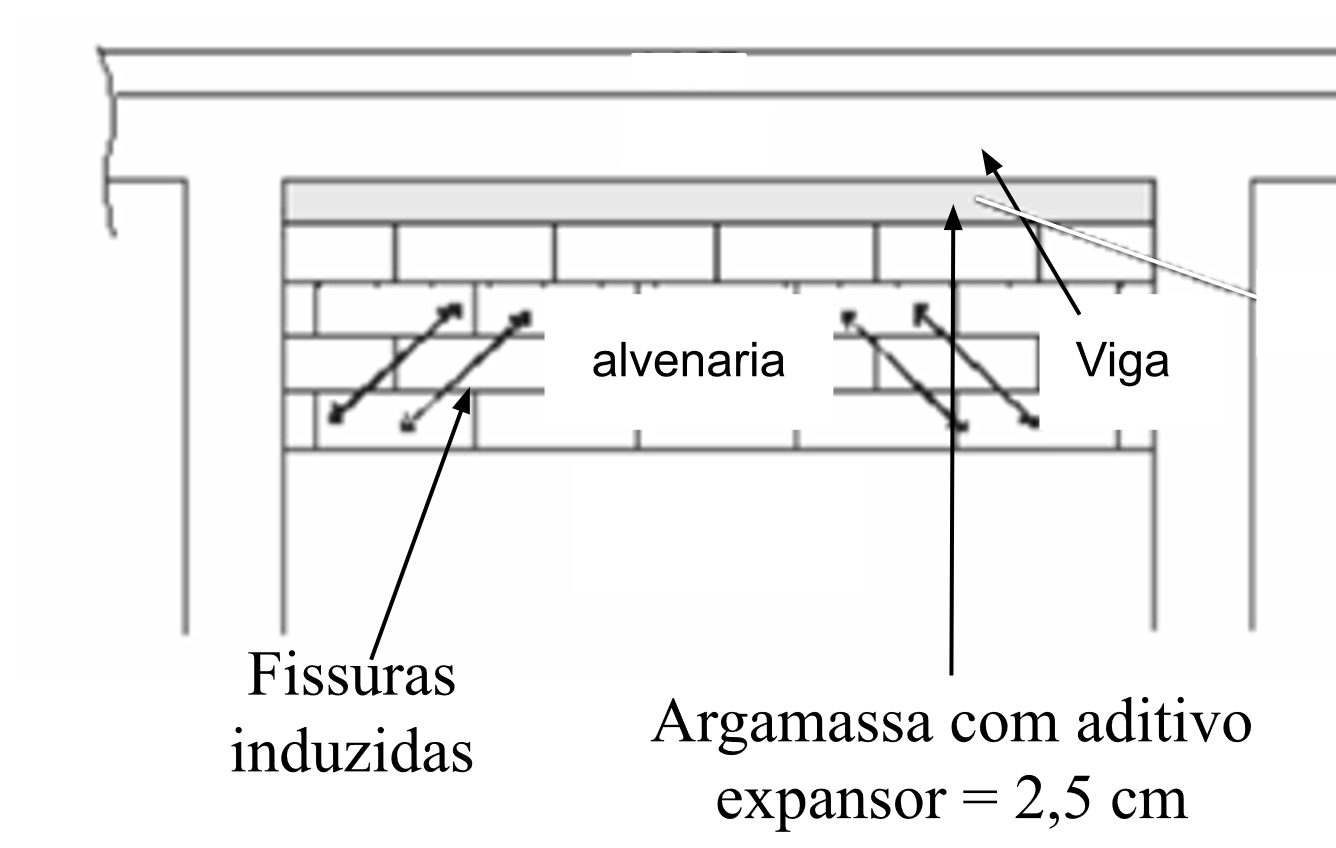 alvenaria
Viga
Fissuras
induzidas
Argamassa com aditivo
expansor = 2,5 cm